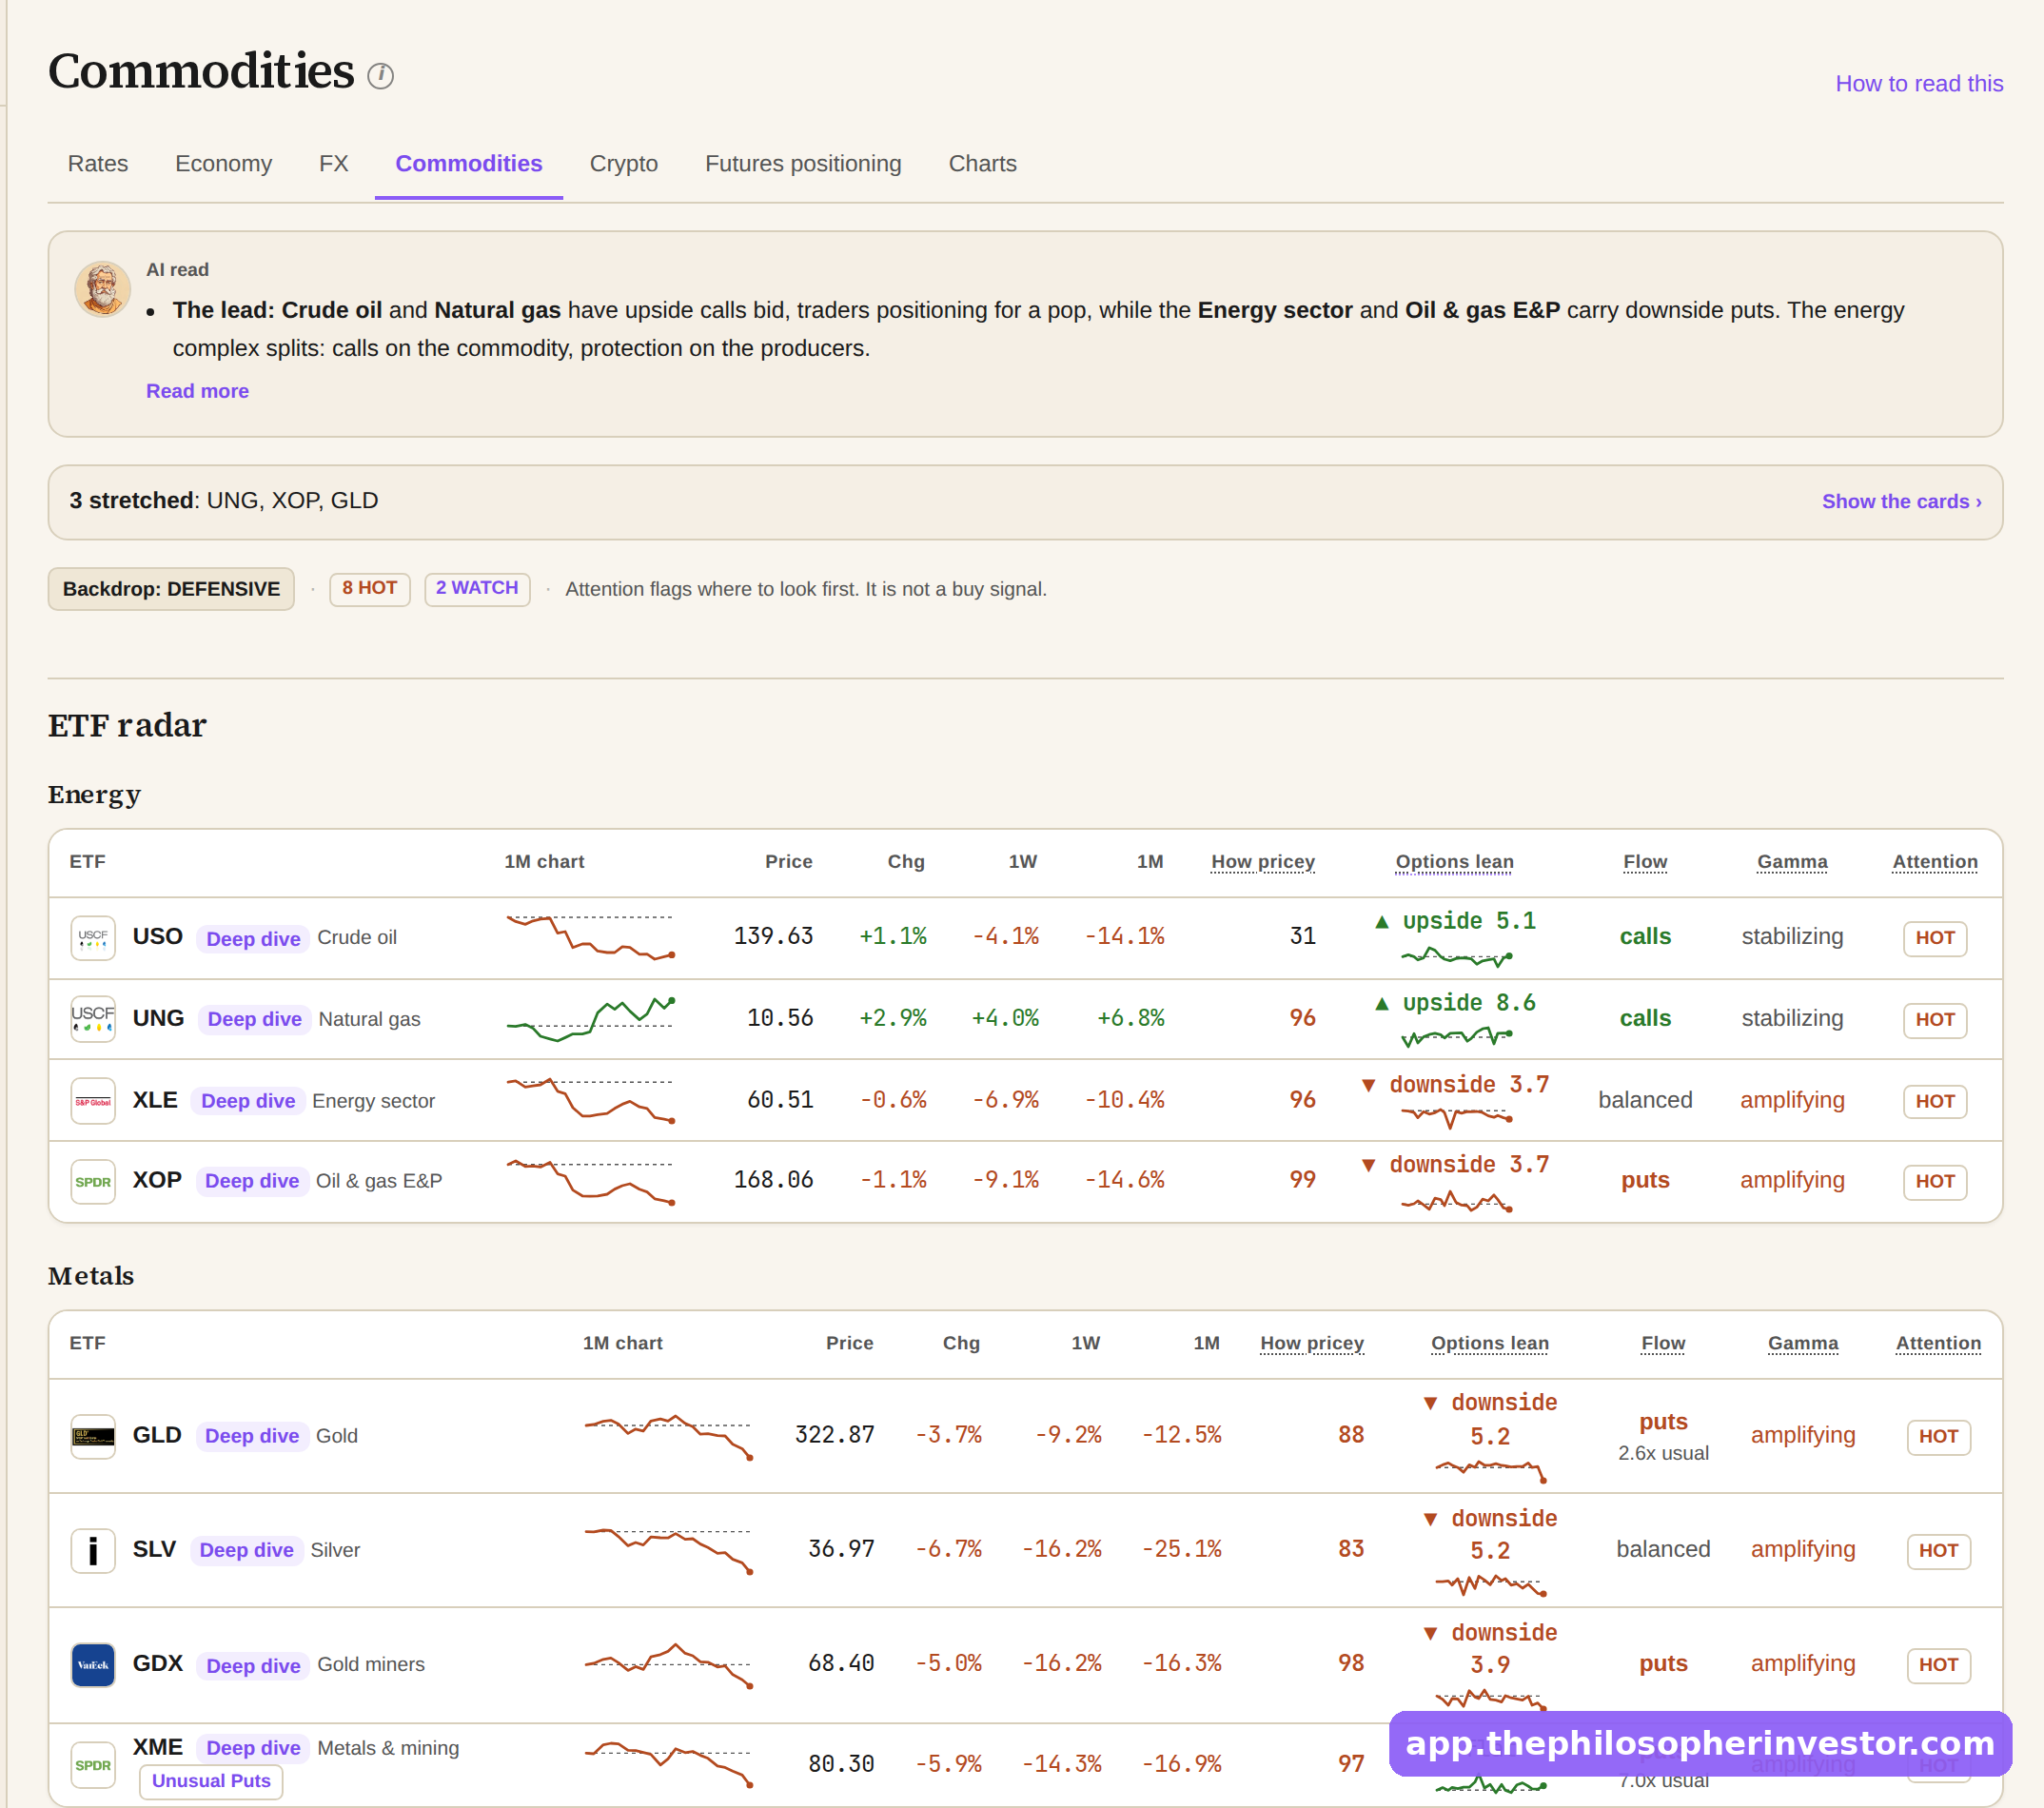 Commodities i
How to read this
Rates Economy FX Commodities Crypto Futures positioning Charts
AI read
• The lead: Crude oil and Natural gas have upside calls bid, traders positioning for a pop, while the Energy sector and Oil & gas E&P carry downside puts. The energy
complex splits: calls on the commodity, protection on the producers.
Read more
3 stretched: UNG, XOP, GLD
Show the cards ›
Backdrop: DEFENSIVE · 8 HOT 2 WATCH · Attention flags where to look first. It is not a buy signal.
ETF radar
Energy
ETF 1M chart Price Chg 1W 1M How pricey Options lean Flow Gamma Attention
USCF USO Deep dive Crude oil 139.63 +1.1% -4.1% -14.1% 31 ▲ upside 5.1 calls stabilizing HOT
USCF UNG Deep dive Natural gas 10.56 +2.9% +4.0% +6.8% 96 ▲ upside 8.6 calls stabilizing HOT
S&P Global XLE Deep dive Energy sector 60.51 -0.6% -6.9% -10.4% 96 ▼ downside 3.7 balanced amplifying HOT
SPDR XOP Deep dive Oil & gas E&P 168.06 -1.1% -9.1% -14.6% 99 ▼ downside 3.7 puts amplifying HOT
Metals
ETF 1M chart Price Chg 1W 1M How pricey Options lean Flow Gamma Attention
GLD GLD Deep dive Gold 322.87 -3.7% -9.2% -12.5% 88 ▼ downside 5.2 puts 2.6x usual amplifying HOT
i SLV Deep dive Silver 36.97 -6.7% -16.2% -25.1% 83 ▼ downside 5.2 balanced amplifying HOT
VanEck GDX Deep dive Gold miners 68.40 -5.0% -16.2% -16.3% 98 ▼ downside 3.9 puts amplifying HOT
SPDR XME Deep dive Metals & mining 80.30 -5.9% -14.3% -16.9% 97 7.0x usual amplifying HOT
Unusual Puts
app.thephilosopherinvestor.com